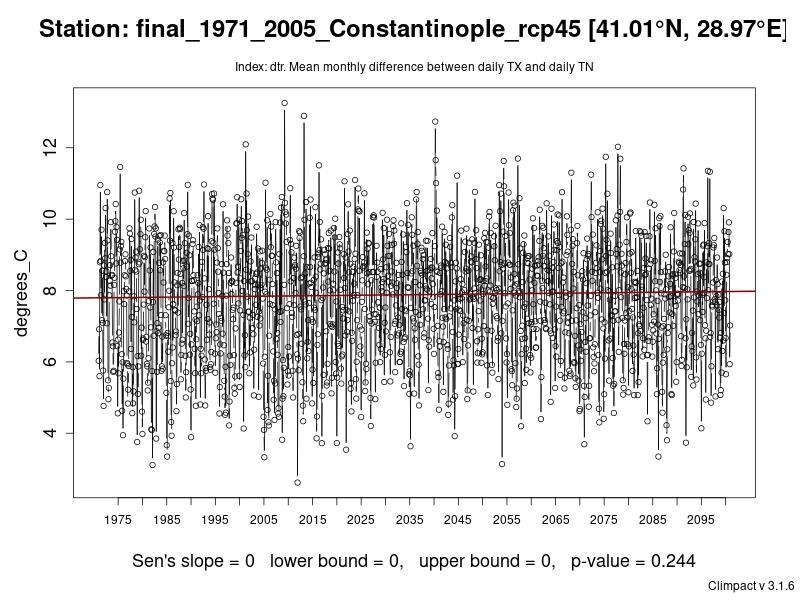 Station: final_1971_2005_Constantinople_rcp45 [41.01°N, 28.97°E]
Index: dtr. Mean monthly difference between daily TX and daily TN
degrees_C
12
10
8
6
4
1975 1985 1995 2005 2015 2025 2035 2045 2055 2065 2075 2085 2095
Sen's slope = 0 lower bound = 0, upper bound = 0, p-value = 0.244
Climpact v 3.1.6